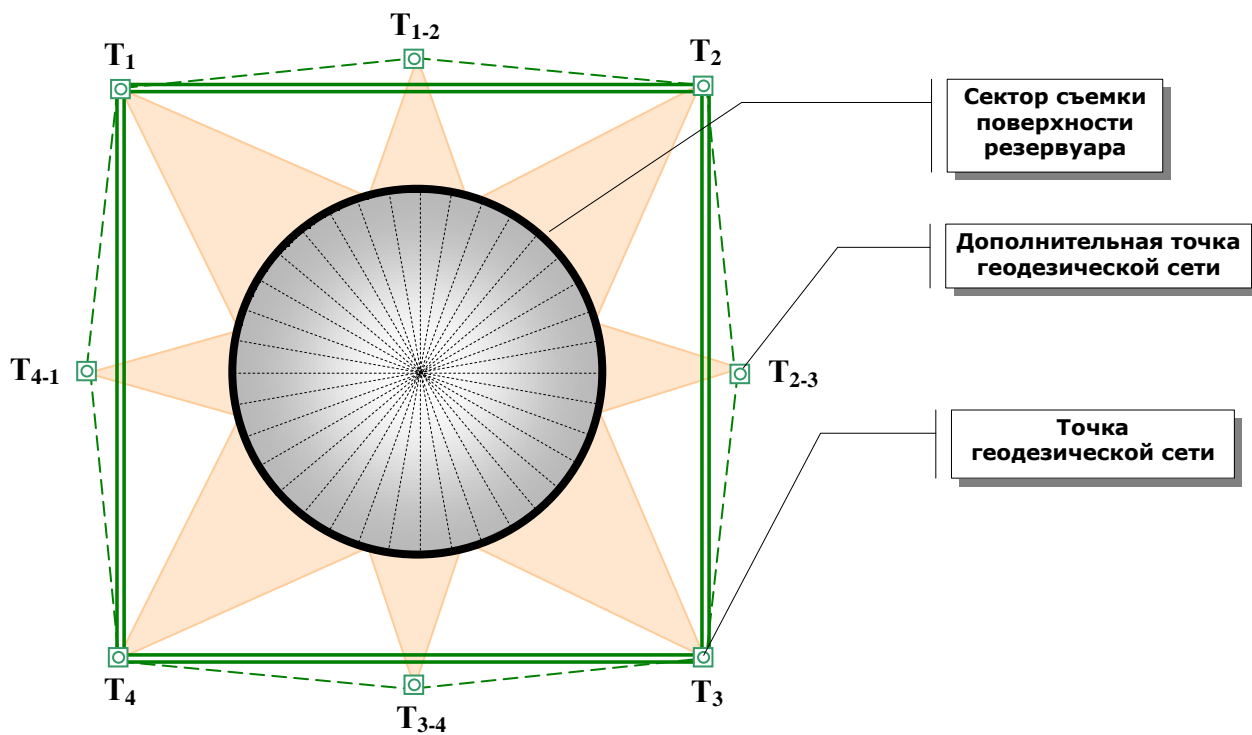 T1-2
T1
T2
Сектор съемки
поверхности
резервуара
Дополнительная точка
геодезической сети
T4-1
T2-3
Точка
геодезической сети
T4
T3
T3-4